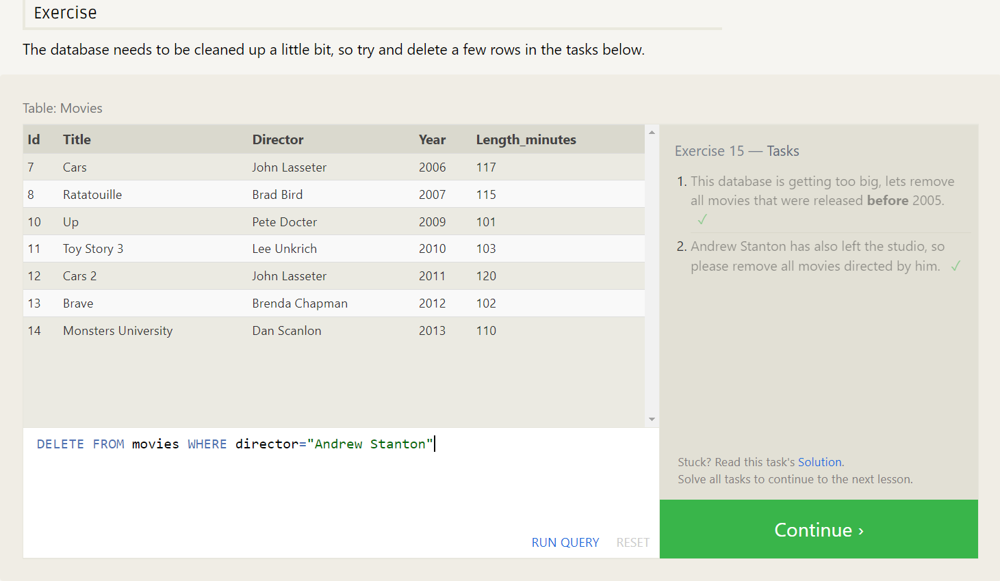 Exercise
The database needs to be cleaned up a little bit, so try and delete a few rows in the tasks below.
Table: Movies
Id Title Director Year Length_minutes
7 Cars John Lasseter 2006 117
8 Ratatouille Brad Bird 2007 115
10 Up Pete Docter 2009 101
11 Toy Story 3 Lee Unkrich 2010 103
12 Cars 2 John Lasseter 2011 120
13 Brave Brenda Chapman 2012 102
14 Monsters University Dan Scanlon 2013 110
DELETE FROM movies WHERE director="Andrew Stanton"
RUN QUERY RESET
Exercise 15 — Tasks
1. This database is getting too big, lets remove
all movies that were released before 2005.
✓
2. Andrew Stanton has also left the studio, so
please remove all movies directed by him. ✓
Stuck? Read this task's Solution.
Solve all tasks to continue to the next lesson.
Continue ›